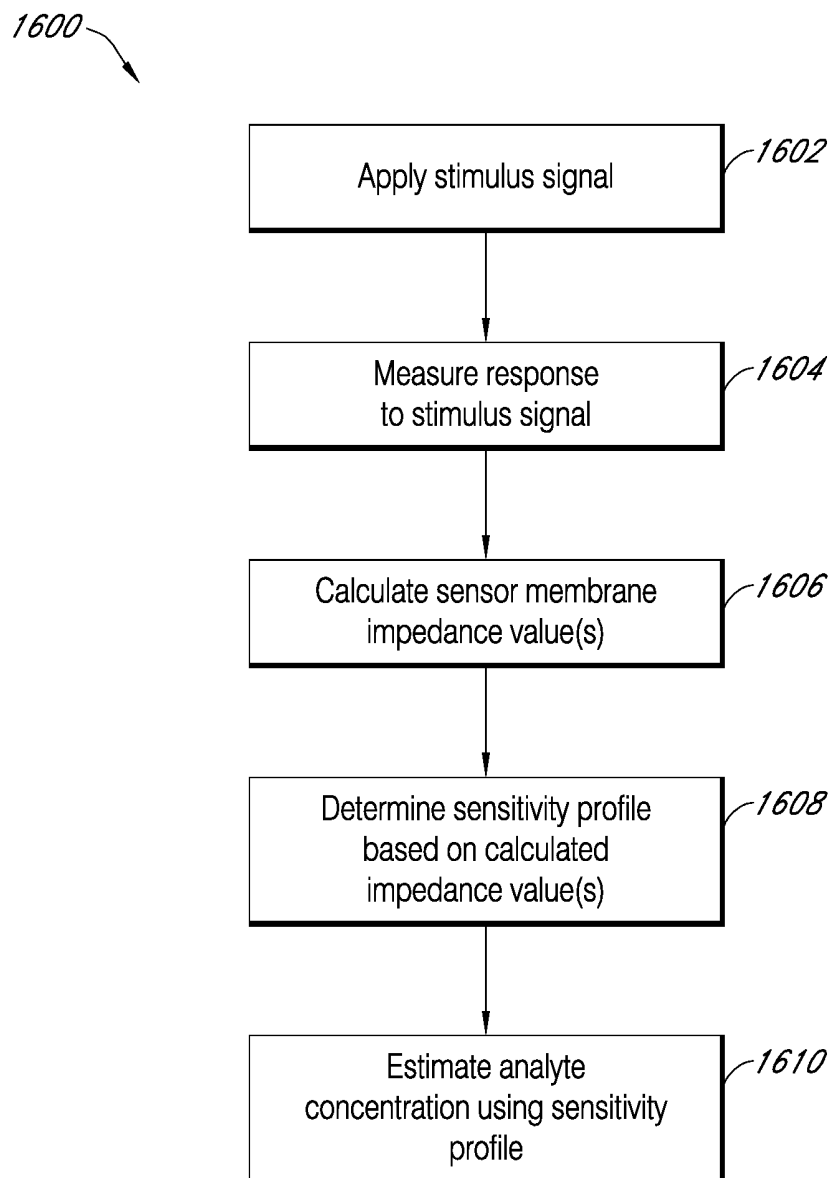 1600
Apply stimulus signal
1602
Measure response
to stimulus signal
1604
Calculate sensor membrane
impedance value(s)
1606
Determine sensitivity profile
based on calculated
impedance value(s)
1608
Estimate analyte
concentration using sensitivity
profile
1610